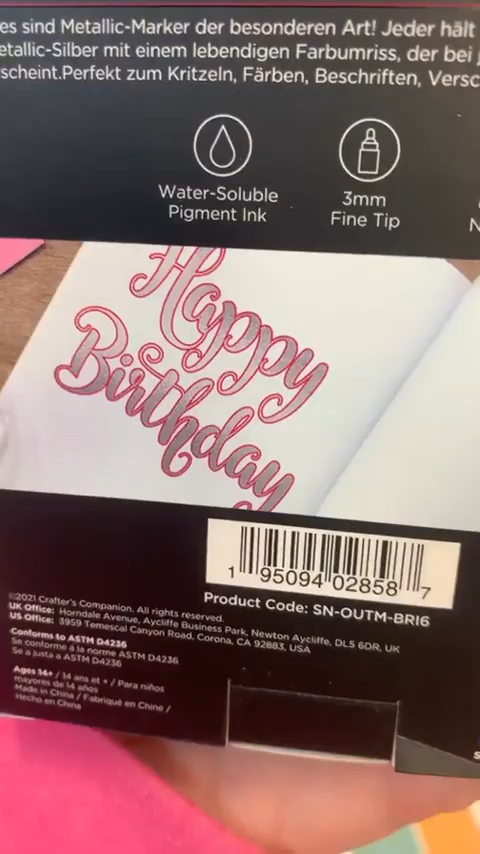 es sind Metallic-Marker der besonderen Art! Jeder hält
etallic-Silber mit einem lebendigen Farbumriss, der bei
scheint.Perfekt zum Kritzeln, Färben, Beschriften, Versc
Water-Soluble
Pigment Ink
3mm
Fine Tip
N
Happy
Birthday
1 95094 02858 7
Product Code: SN-OUTM-BRI6
©2021 Crafter's Companion. All rights reserved.
UK Office: Horndale Avenue, Aycliffe Business Park, Newton Aycliffe, DL5 6DR, UK
US Office: 3959 Temescal Canyon Road, Corona, CA 92883, USA
Conforms to ASTM D4236
Se conforme à la norme ASTM D4236
Se a justa a ASTM D4236
Ages 14+ / 14 ans et + / Para niños
mayores de 14 años
Made in China / Fabriqué en Chine /
Hecho en China
s